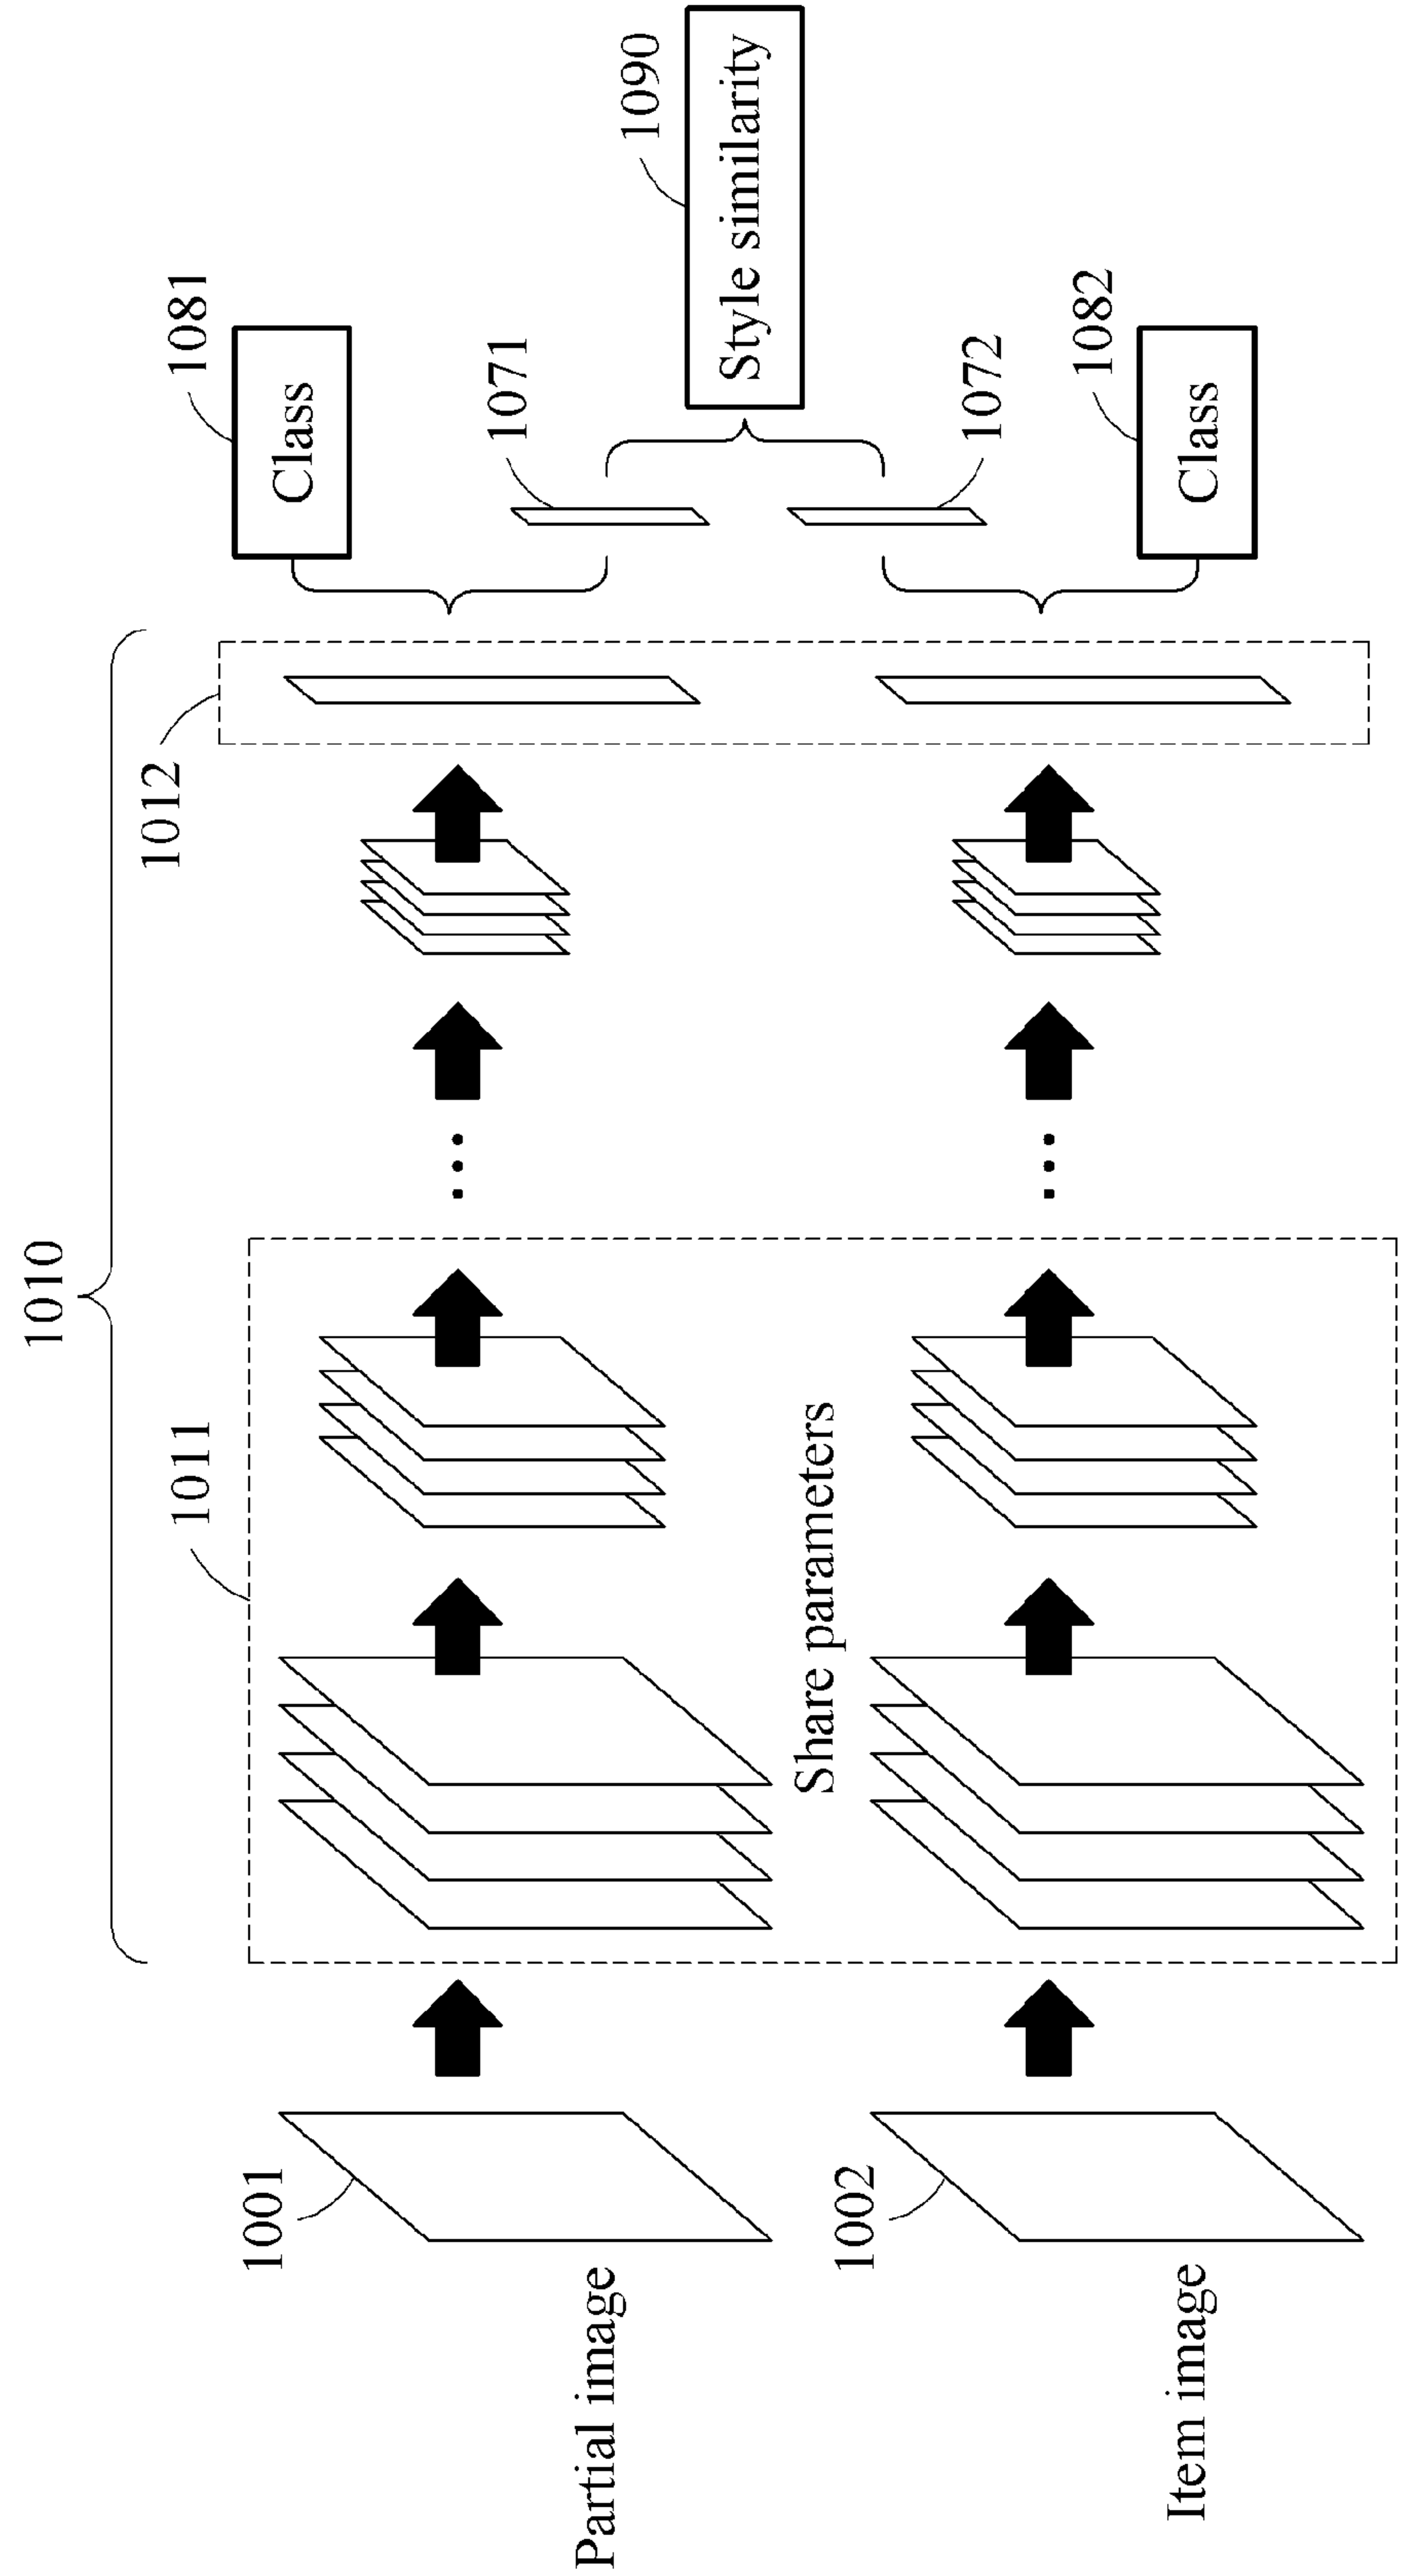 1010
1011
1012
1081
Class
1071
1090
Style similarity
1001
Partial image
Share parameters
1072
1082
Class
1002
Item image